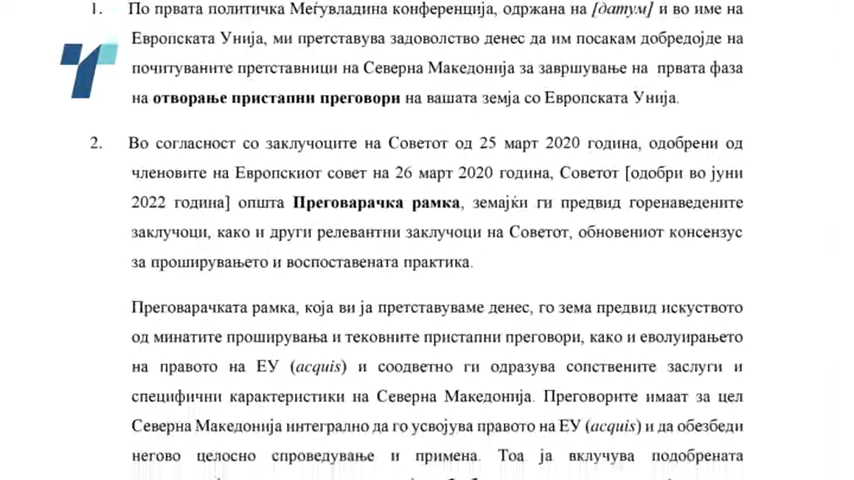 1. По првата политичка Меѓувладина конференција, одржана на [датум] и во име на
Европската Унија, ми претставува задоволство денес да им посакам добредојде на
почитуваните претставници на Северна Македонија за завршување на првата фаза
на отворање пристапни преговори на вашата земја со Европската Унија.
2. Во согласност со заклучоците на Советот од 25 март 2020 година, одобрени од
членовите на Европскиот совет на 26 март 2020 година, Советот [одобри во јуни
2022 година] општа Преговарачка рамка, земајќи ги предвид горенаведените
заклучоци, како и други релевантни заклучоци на Советот, обновениот консензус
за проширувањето и воспоставената практика.
Преговарачката рамка, која ви ја претставуваме денес, го зема предвид искуството
од минатите проширувања и тековните пристапни преговори, како и еволуирањето
на правото на ЕУ (acquis) и соодветно ги одразува сопствените заслуги и
специфични карактеристики на Северна Македонија. Преговорите имаат за цел
Северна Македонија интегрално да го усвојува правото на ЕУ (acquis) и да обезбеди
негово целосно спроведување и примена. Тоа ја вклучува подобрената